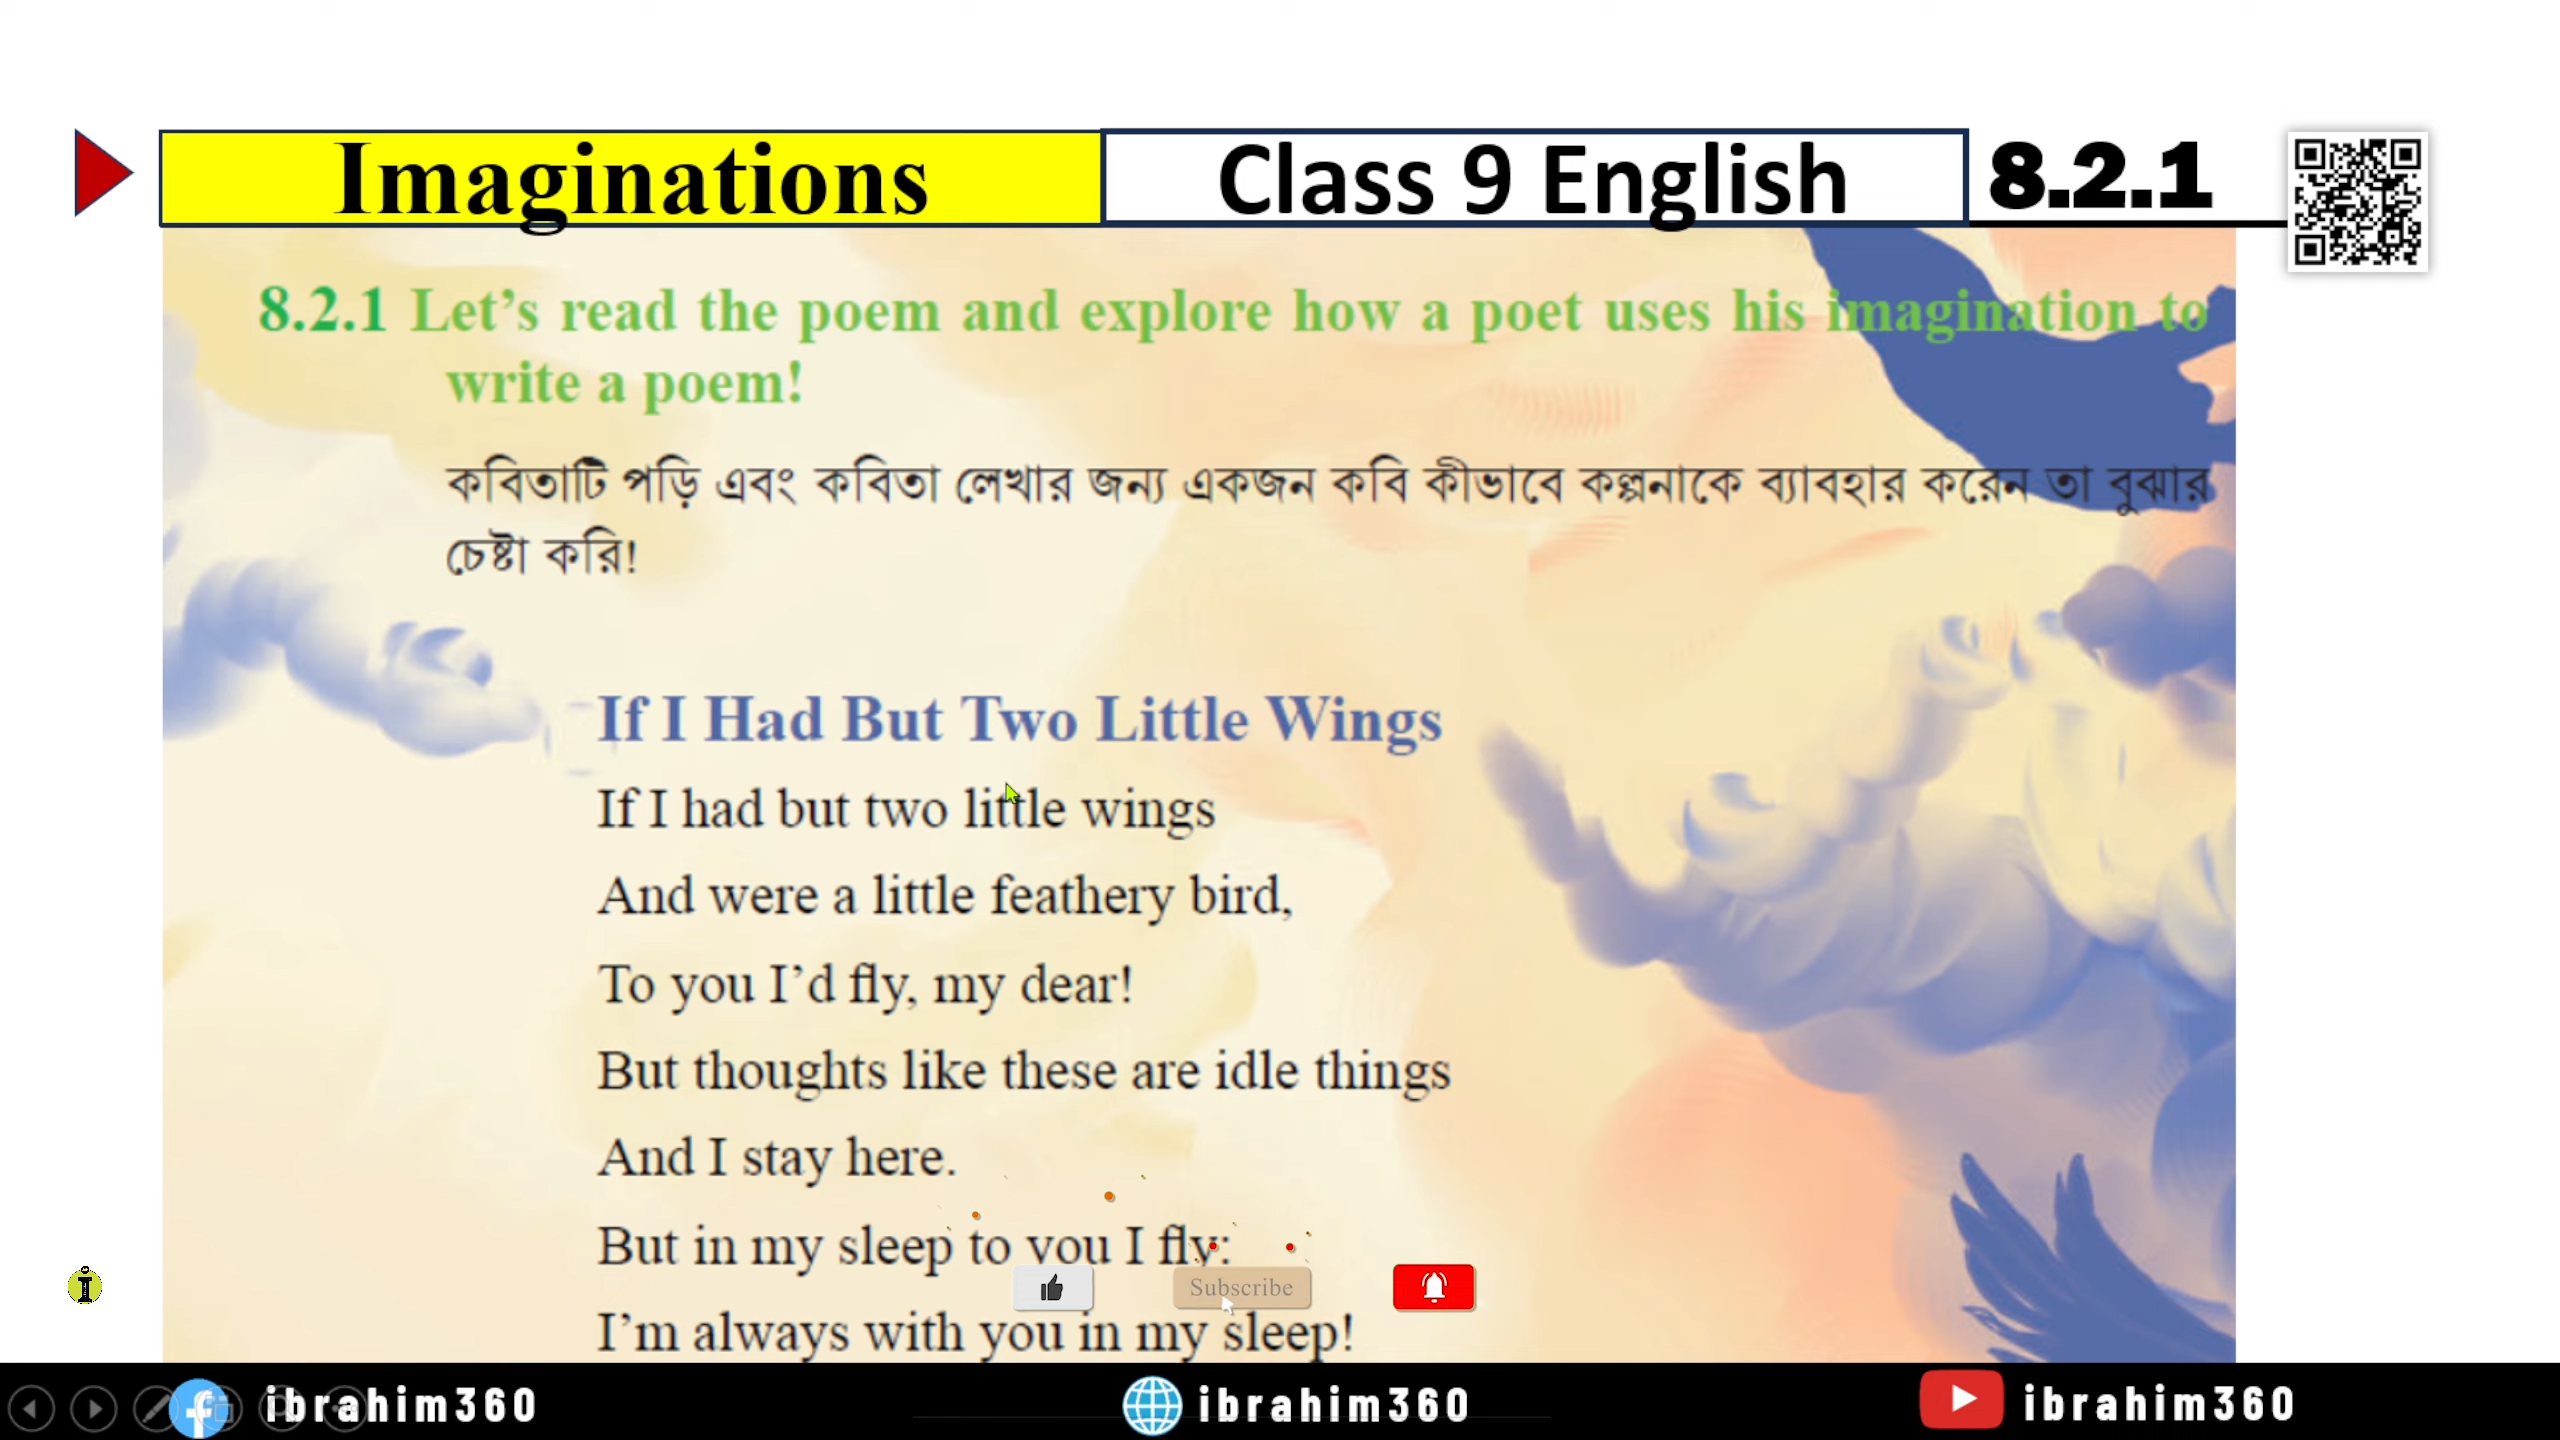 Imaginations
Class 9 English
8.2.1
8.2.1 Let's read the poem and explore how a poet uses his imagination to
write a poem!
কবিতাটি পড়ি এবং কবিতা লেখার জন্য একজন কবি কীভাবে কল্পনাকে ব্যাবহার করেন তা বুঝার
চেষ্টা করি!
If I Had But Two Little Wings
If I had but two little wings
And were a little feathery bird,
To you I'd fly, my dear!
But thoughts like these are idle things
And I stay here.
But in my sleep to you I fly:
Subscribe
I'm always with you in my sleep!
ibrahim360
ibrahim360
ibrahim360